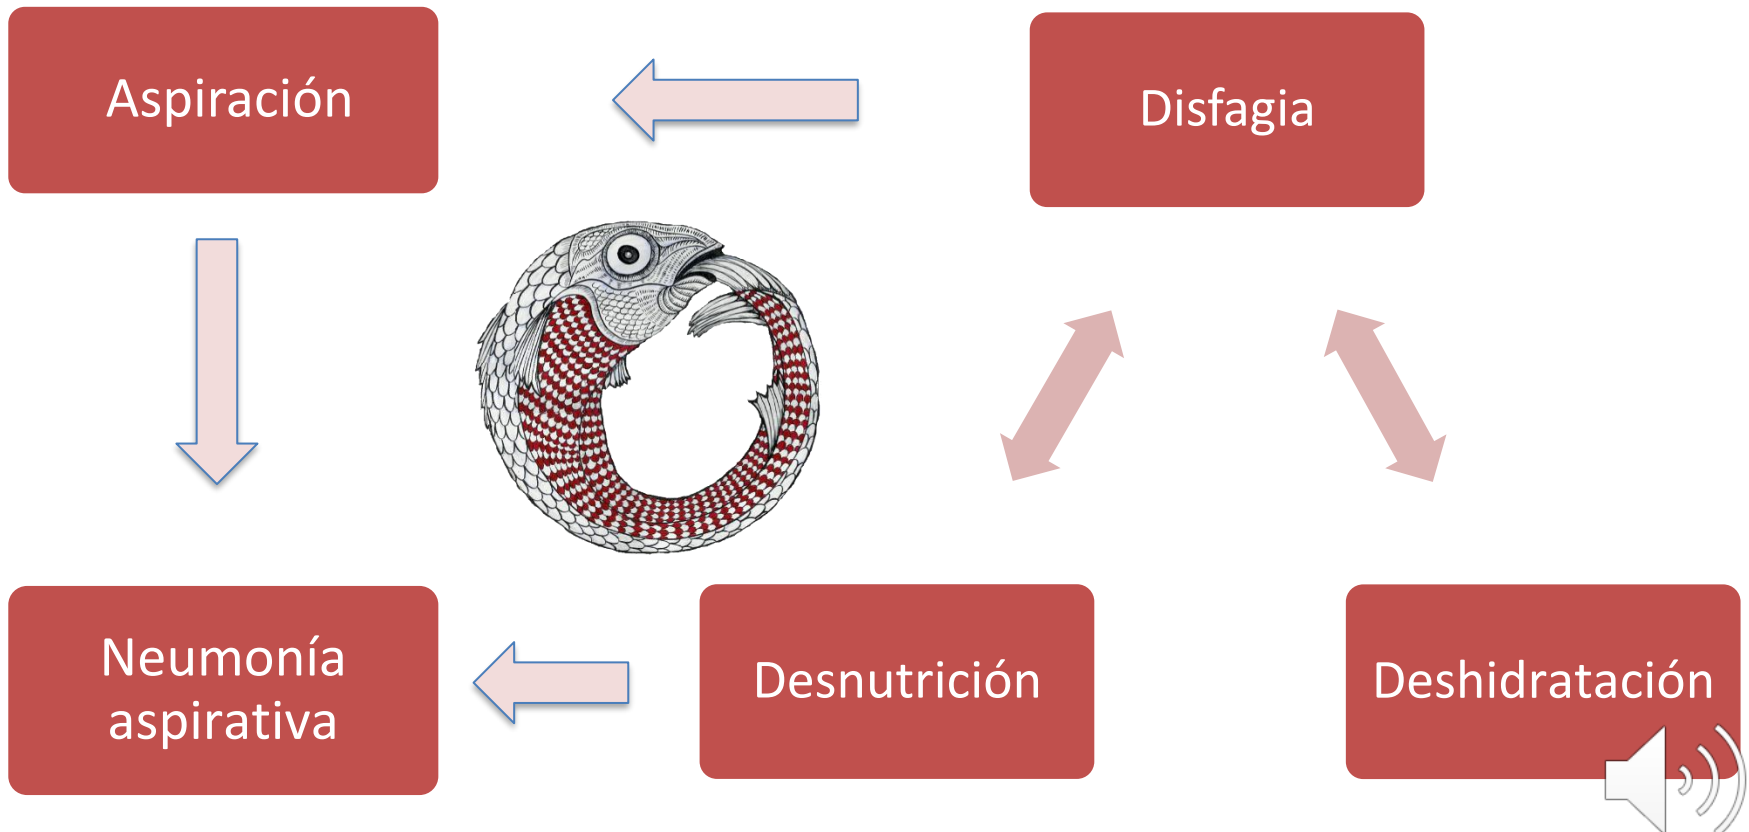 Aspiración
Disfagia
Neumonía
aspirativa
Desnutrición
Deshidratación